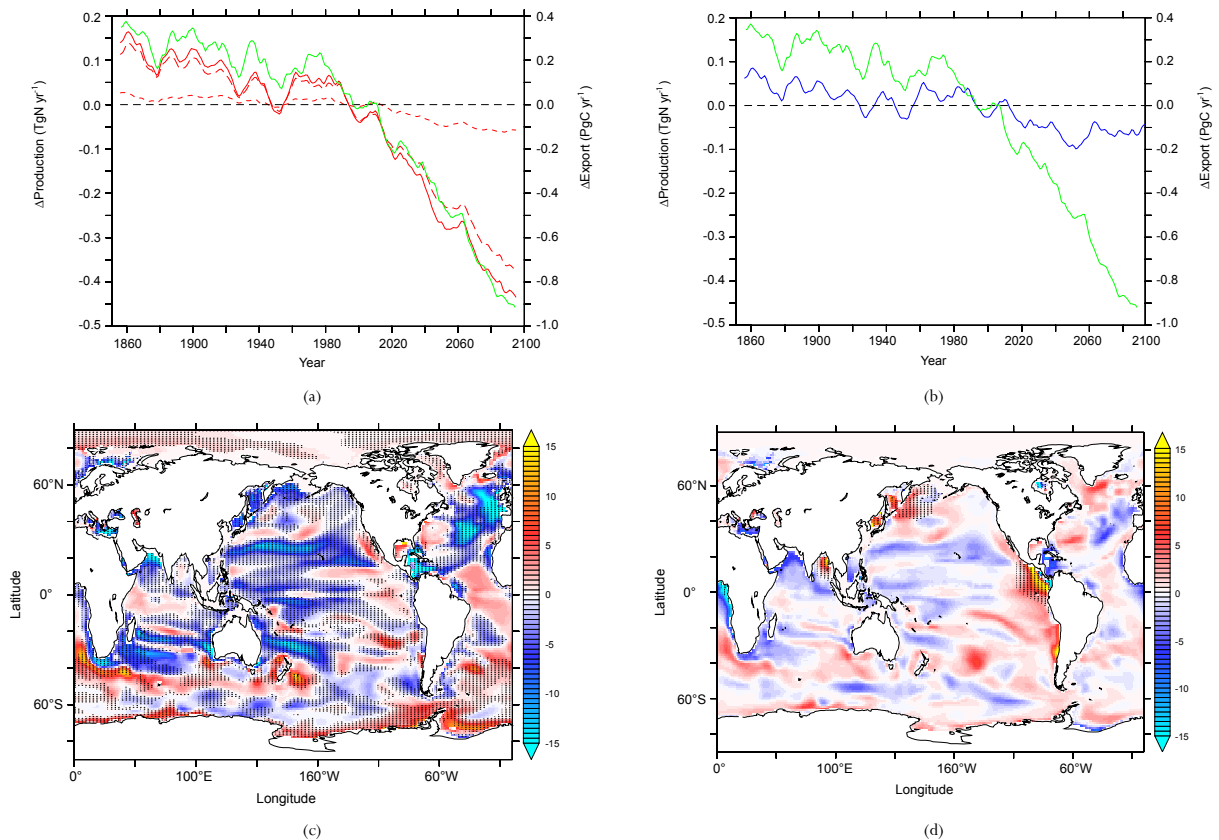 0.2
0.1
0.0
-0.1
-0.2
-0.3
-0.4
-0.5
ΔProduction (TgN yr⁻¹)
0.4
0.2
0.0
-0.2
-0.4
-0.6
-0.8
-1.0
ΔExport (PgC yr⁻¹)
1860 1900 1940 1980 2020 2060 2100
Year
(a)
0.2
0.1
0.0
-0.1
-0.2
-0.3
-0.4
-0.5
ΔProduction (TgN yr⁻¹)
0.4
0.2
0.0
-0.2
-0.4
-0.6
-0.8
-1.0
ΔExport (PgC yr⁻¹)
1860 1900 1940 1980 2020 2060 2100
Year
(b)
60°N
0°
60°S
Latitude
0° 100°E 160°W 60°W
Longitude
15
10
5
0
-5
-10
-15
(c)
60°N
0°
60°S
Latitude
0° 100°E 160°W 60°W
Longitude
15
10
5
0
-5
-10
-15
(d)